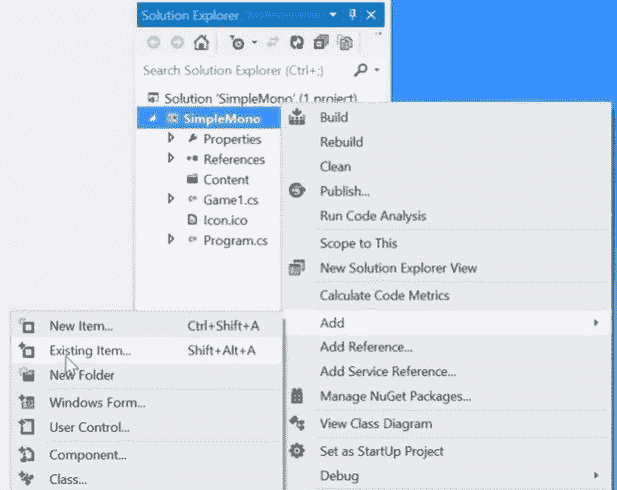 Solution Explorer
Search Solution Explorer (Ctrl+;)
Solution 'SimpleMono' (1 project)
SimpleMono
Properties
References
Content
Game1.cs
Icon.ico
Program.cs
Build
Rebuild
Clean
Publish...
Run Code Analysis
Scope to This
New Solution Explorer View
Calculate Code Metrics
Add
Add Reference...
Add Service Reference...
Manage NuGet Packages...
View Class Diagram
Set as StartUp Project
Debug
New Item... Ctrl+Shift+A
Existing Item... Shift+Alt+A
New Folder
Windows Form...
User Control...
Component...
Class...